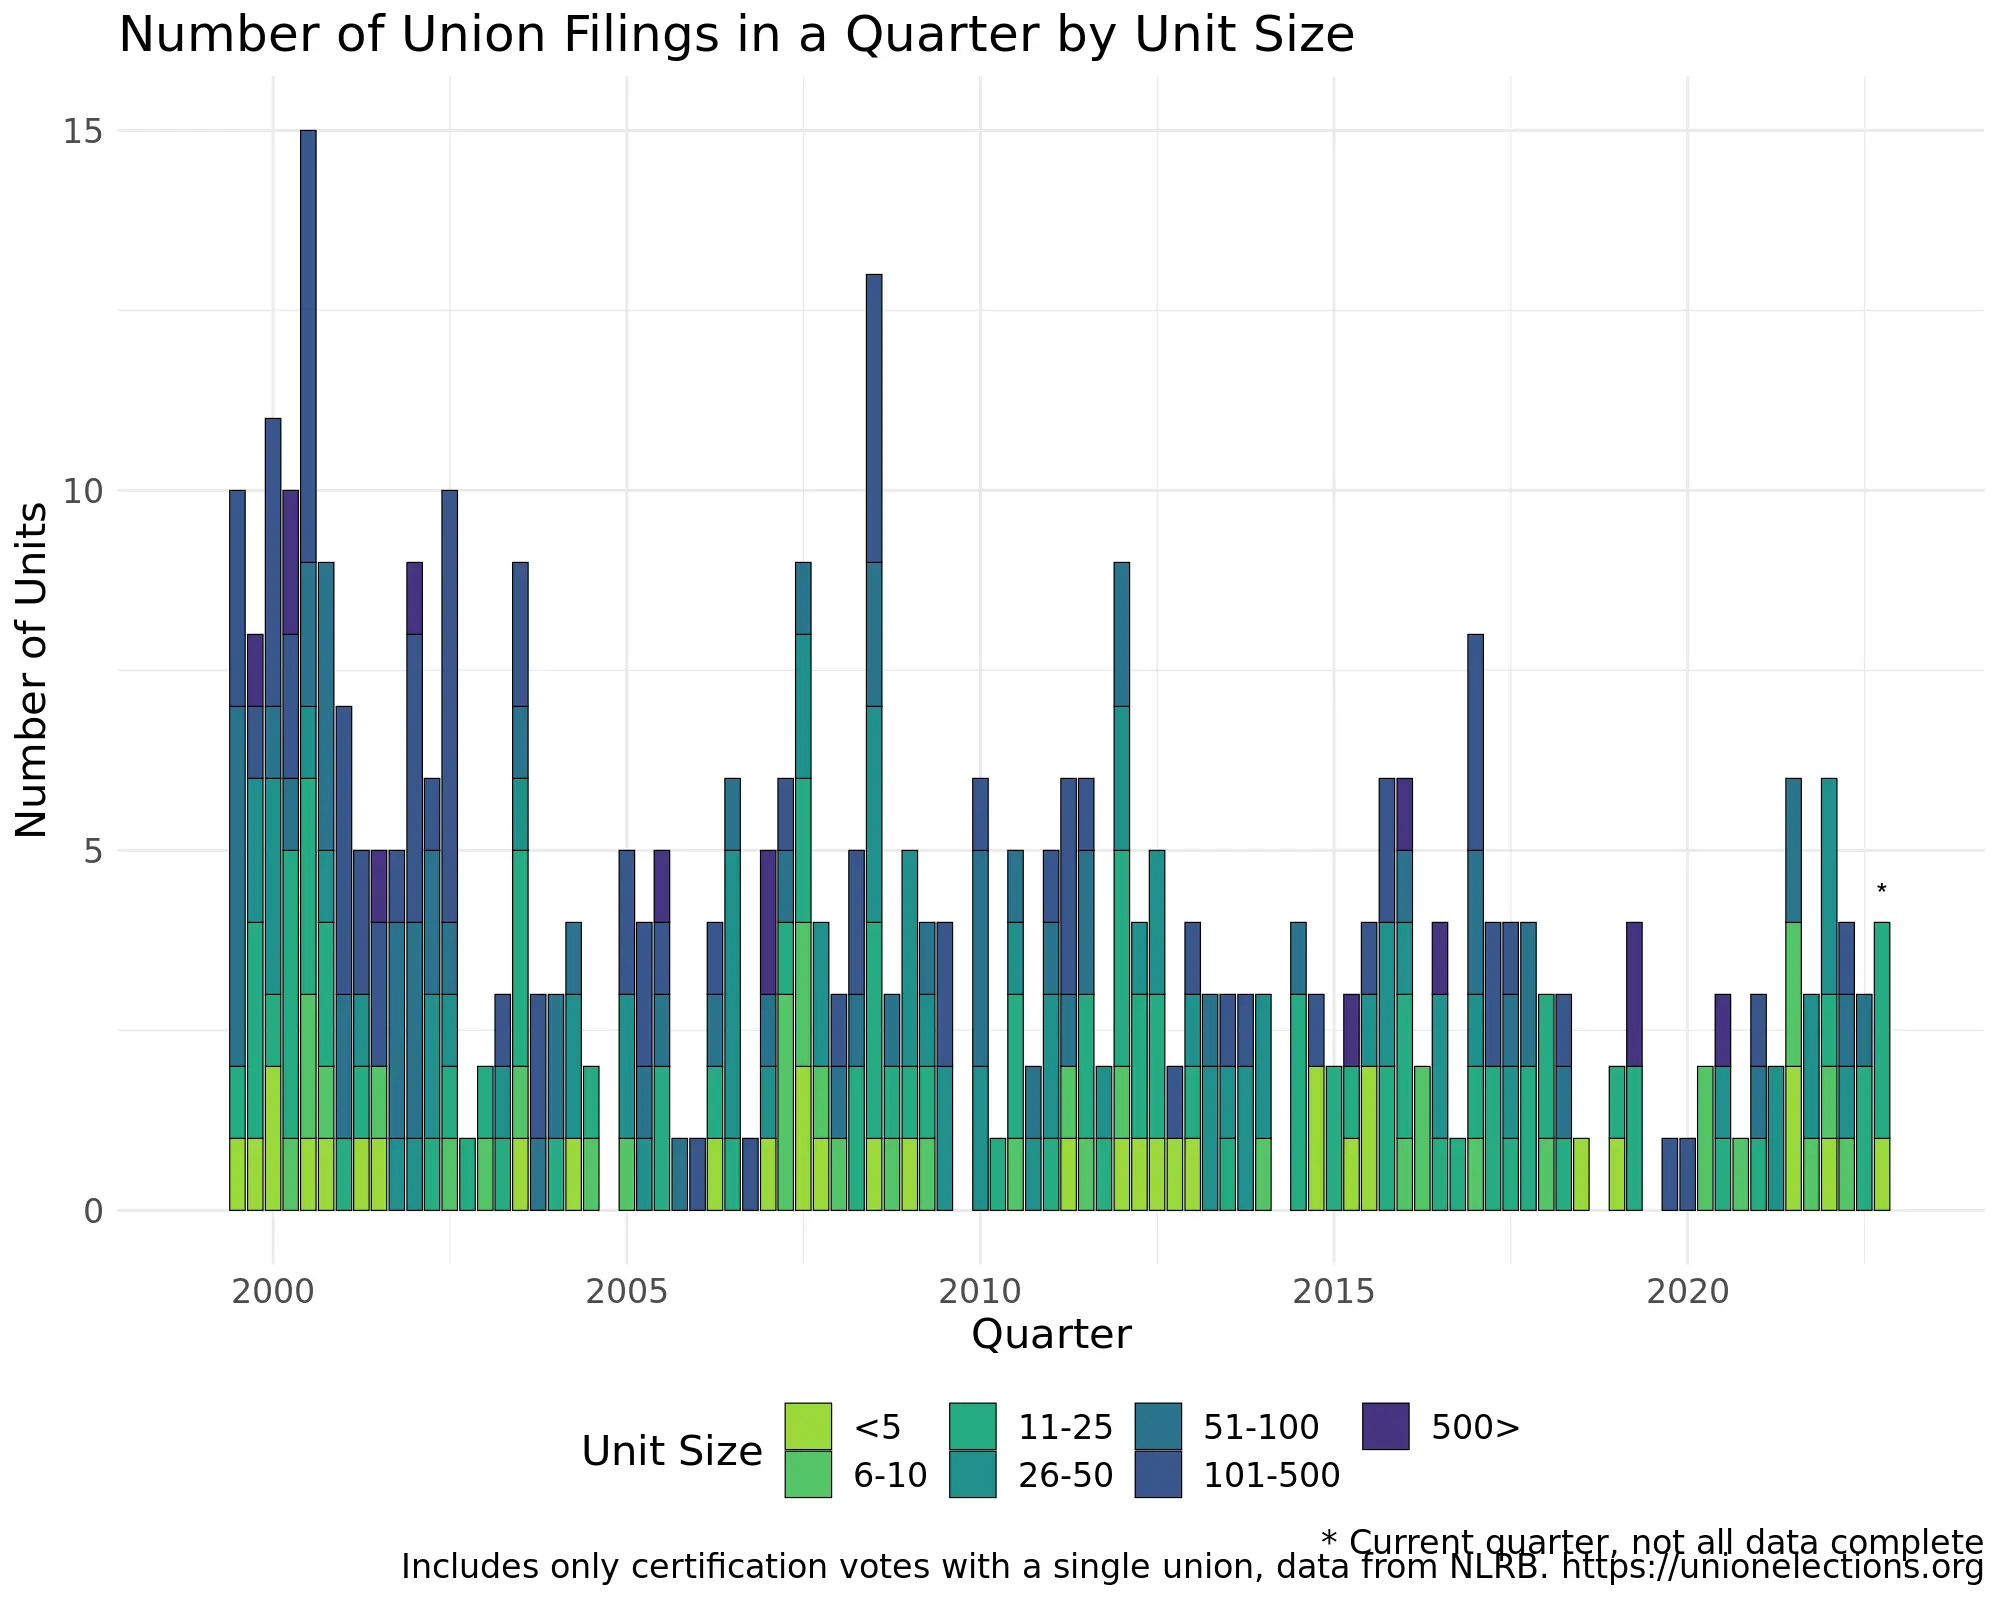 Number of Union Filings in a Quarter by Unit Size
Number of Units
15
10
5
0
*
2000 2005 2010 2015 2020
Quarter
Unit Size
<5 11-25 51-100 500>
6-10 26-50 101-500
* Current quarter, not all data complete
Includes only certification votes with a single union, data from NLRB. https://unionelections.org